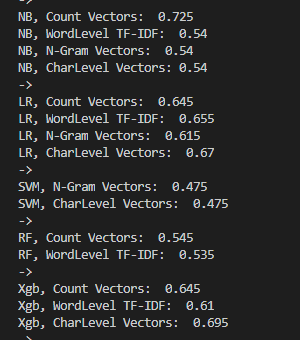 ->
NB, Count Vectors:  0.725
NB, WordLevel TF-IDF:  0.54
NB, N-Gram Vectors:  0.54
NB, CharLevel Vectors: 0.54
->
LR, Count Vectors:  0.645
LR, WordLevel TF-IDF:  0.655
LR, N-Gram Vectors:  0.615
LR, CharLevel Vectors:  0.67
->
SVM, N-Gram Vectors:  0.475
SVM, CharLevel Vectors:  0.475
->
RF, Count Vectors:  0.545
RF, WordLevel TF-IDF:  0.535
->
Xgb, Count Vectors:  0.645
Xgb, WordLevel TF-IDF:  0.61
Xgb, CharLevel Vectors:  0.695
->